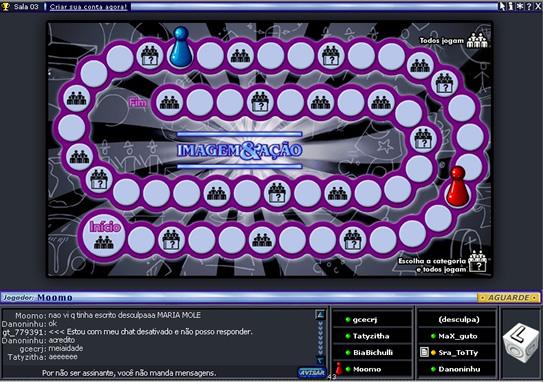 Sala 03 ! Criar sua conta agora!
Todos jogam
?
?
Fim
?
?
IMAGEM&AÇÃO
?
?
Início
?
?
?
Escolha a categoria
e todos jogam
?
Jogador: Moomo
AGUARDE
Moomo: nao vi q tinha escrito desculpaaa MARIA MOLE
Danoninhu: ok
gt_779391: <<< Estou com meu chat desativado e não posso responder.
Danoninhu: acredito
gcecrj: meiaidade
Tatyzitha: aeeeeee
Por não ser assinante, você não manda mensagens.
AVISAR
43
gcecrj
(desculpa)
Tatyzitha
MaX_guto
BiaBichulli
Sra_ToTTy
Moomo
Danoninhu
L